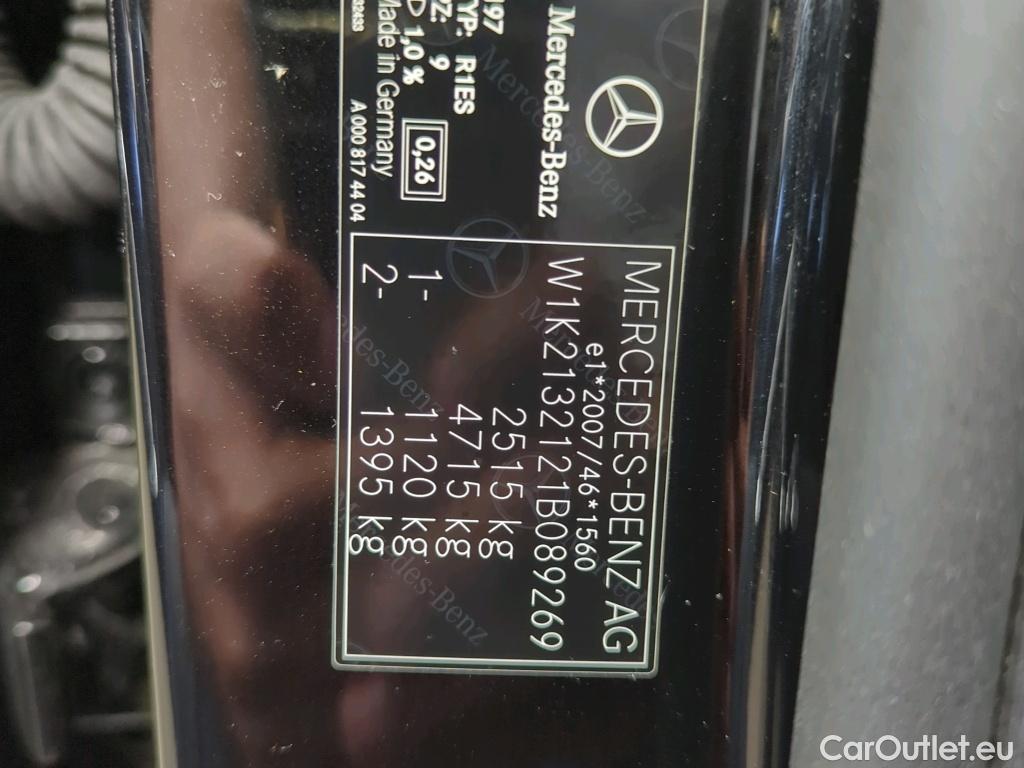 Mercedes-Benz
TYP: R1ES
9
1,0 %
0,26
Made in Germany
A 000 817 44 04
MERCEDES-BENZ AG
e1*2007/46*1560
W1K2132121B089269
2515 kg
4715 kg
1- 1120 kg
2- 1395 kg
CarOutlet.eu